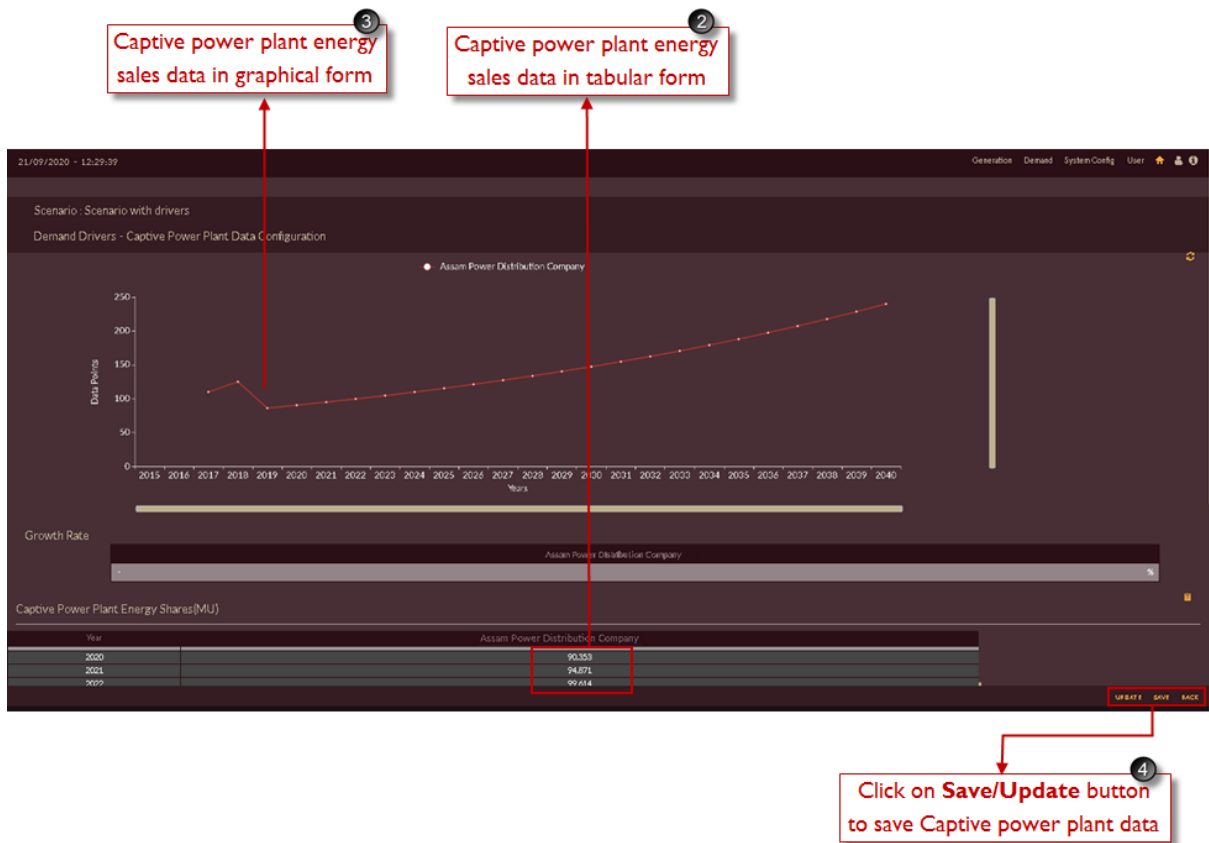 3
Captive power plant energy
sales data in graphical form
2
Captive power plant energy
sales data in tabular form
21/09/2020 - 12:29:39
Generation Demand System Config User
Scenario : Scenario with drivers
Demand Drivers - Captive Power Plant Data Configuration
Assam Power Distribution Company
250
200
150
100
50
0
Data Points
2015 2016 2017 2018 2019 2020 2021 2022 2023 2024 2025 2026 2027 2028 2029 2030 2031 2032 2033 2034 2035 2036 2037 2038 2039 2040
Years
Growth Rate
Assam Power Distribution Company
- %
Captive Power Plant Energy Shares(MU)
Year Assam Power Distribution Company
2020 90.353
2021 94.871
2022 99.614
UPDATE SAVE BACK
4
Click on Save/Update button
to save Captive power plant data